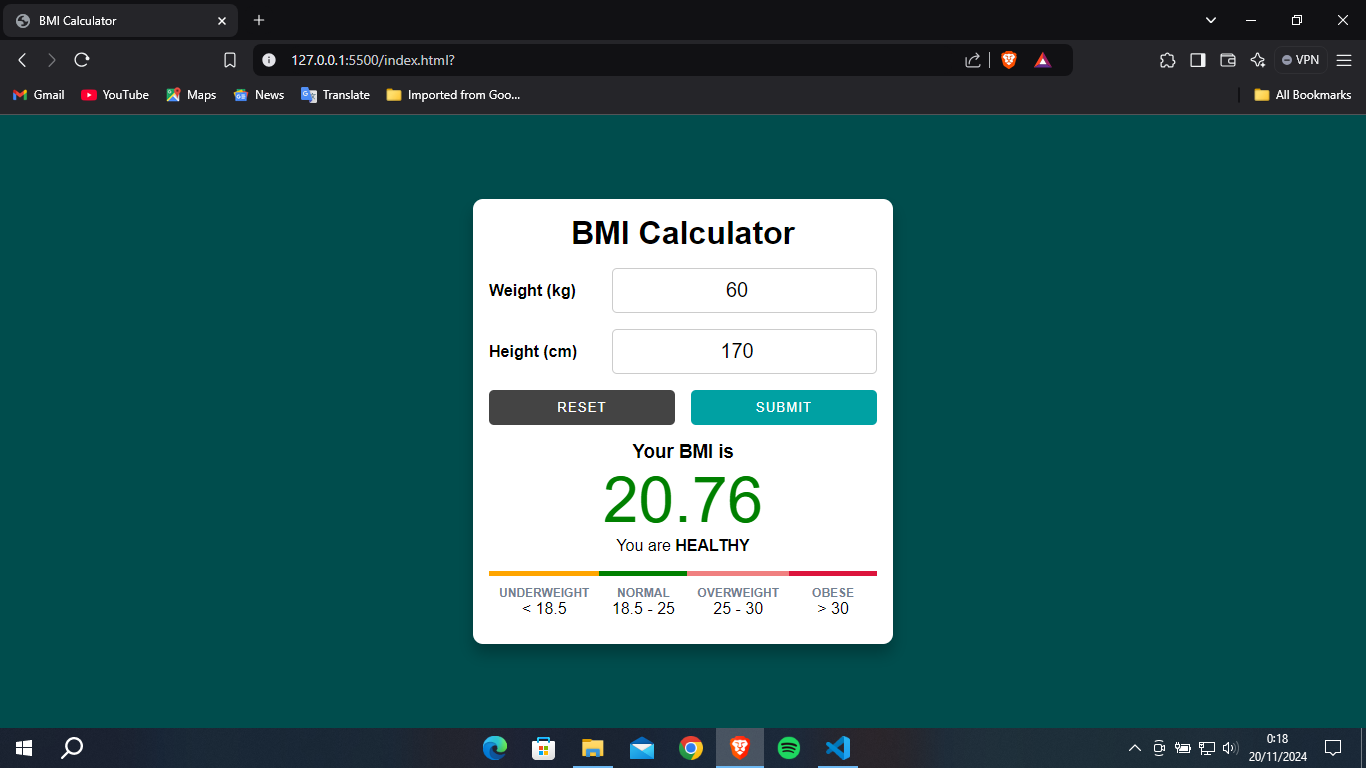 BMI Calculator
127.0.0.1:5500/index.html?
VPN
Gmail YouTube Maps News Translate Imported from Goo... All Bookmarks
BMI Calculator
Weight (kg) 60
Height (cm) 170
RESET SUBMIT
Your BMI is
20.76
You are HEALTHY
UNDERWEIGHT NORMAL OVERWEIGHT OBESE
< 18.5 18.5 - 25 25 - 30 > 30
0:18
20/11/2024